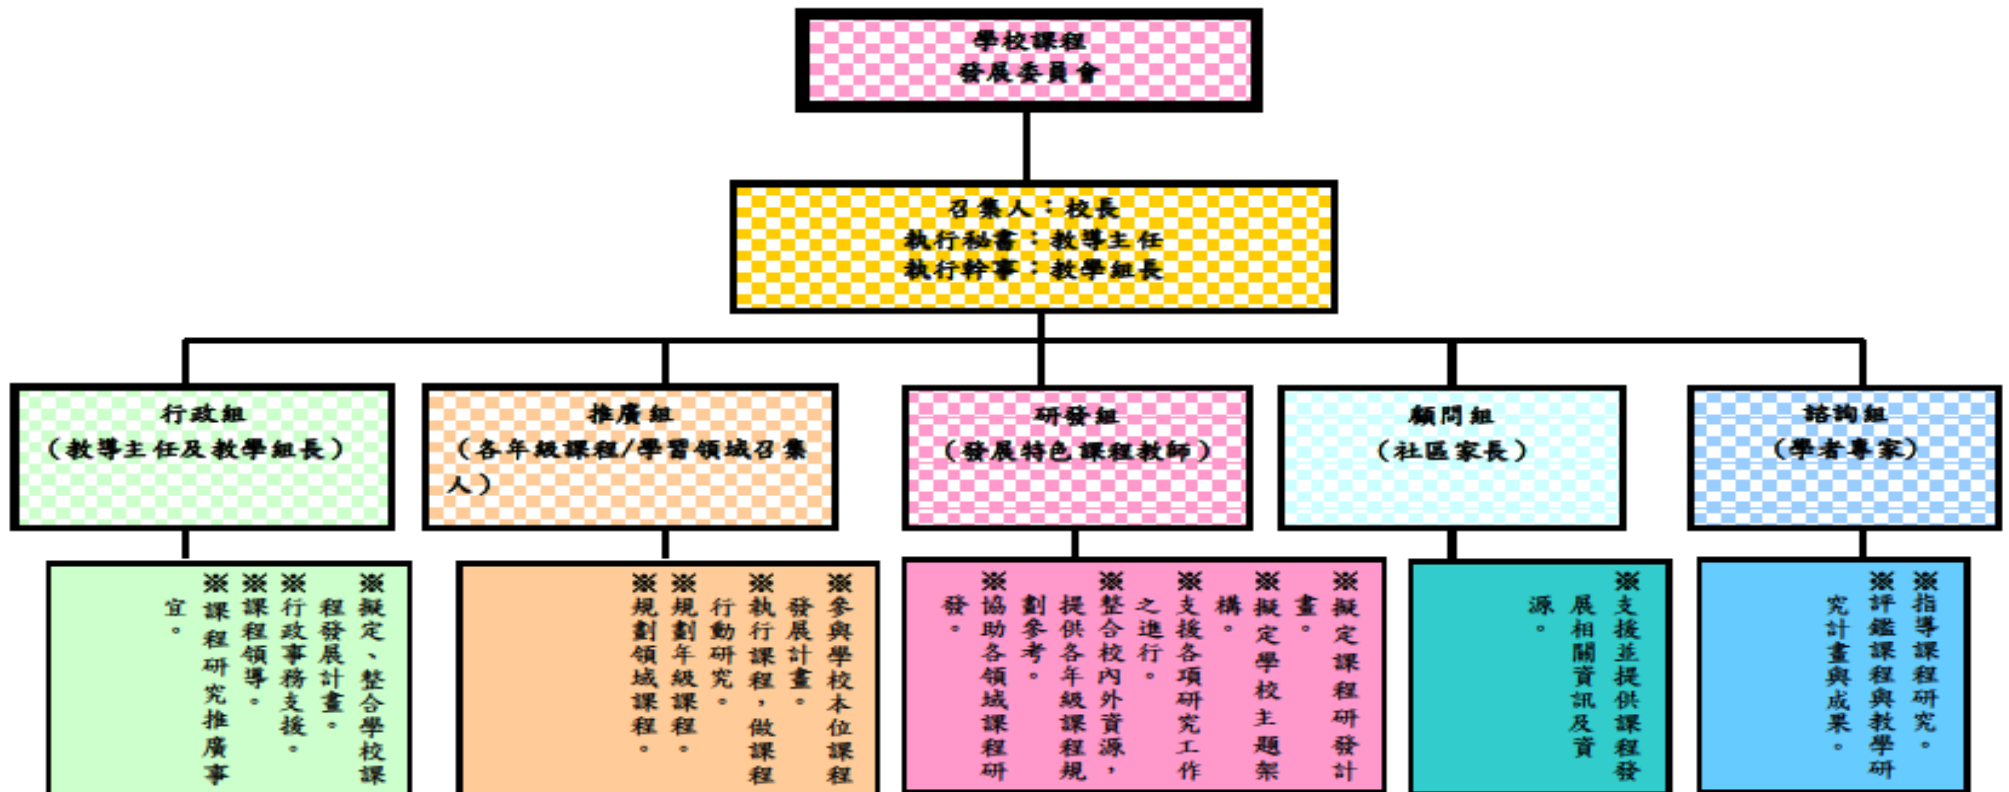 學校課程
發展委員會
召集人：校長
執行秘書：教導主任
執行幹事：教學組長
行政組
（教導主任及教學組長）
推廣組
（各年級課程/學習領域召集
人）
研發組
（發展特色課程教師）
顧問組
（社區家長）
諮詢組
（學者專家）
※擬定、整合學校課
程發展計畫。
※行政事務支援。
※課程領導。
※課程研究推廣事
宜。
※參與學校本位課程
發展計畫。
※執行課程，做課程
行動研究。
※規劃年級課程。
※規劃領域課程。
※擬定課程研發計
畫。
※擬定學校主題架
構。
※支援各項研究工作
之進行。
※整合校內外資源，
提供各年級課程規
劃參考。
※協助各領域課程研
發。
※支援並提供課程發
展相關資訊及資
源。
※指導課程研究。
※評鑑課程與教學研
究計畫與成果。